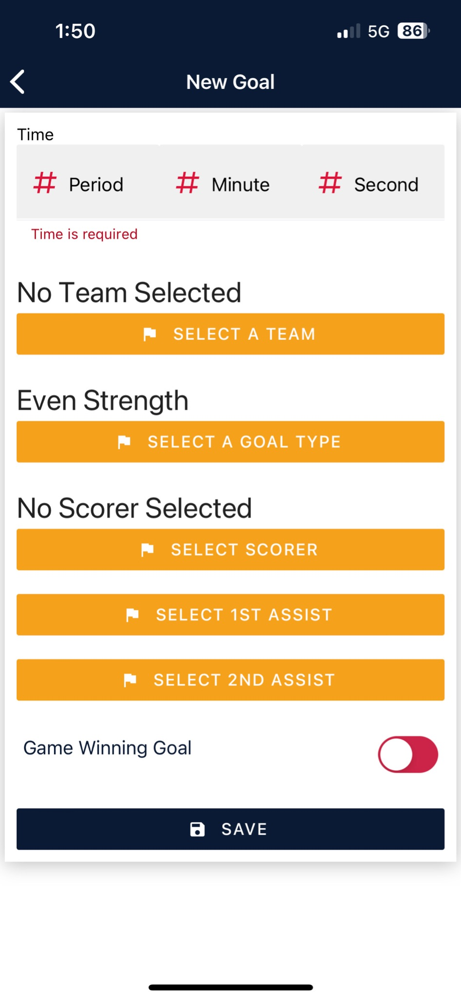 1:50 5G 86
New Goal
Time
# Period # Minute # Second
Time is required
No Team Selected
SELECT A TEAM
Even Strength
SELECT A GOAL TYPE
No Scorer Selected
SELECT SCORER
SELECT 1ST ASSIST
SELECT 2ND ASSIST
Game Winning Goal
SAVE